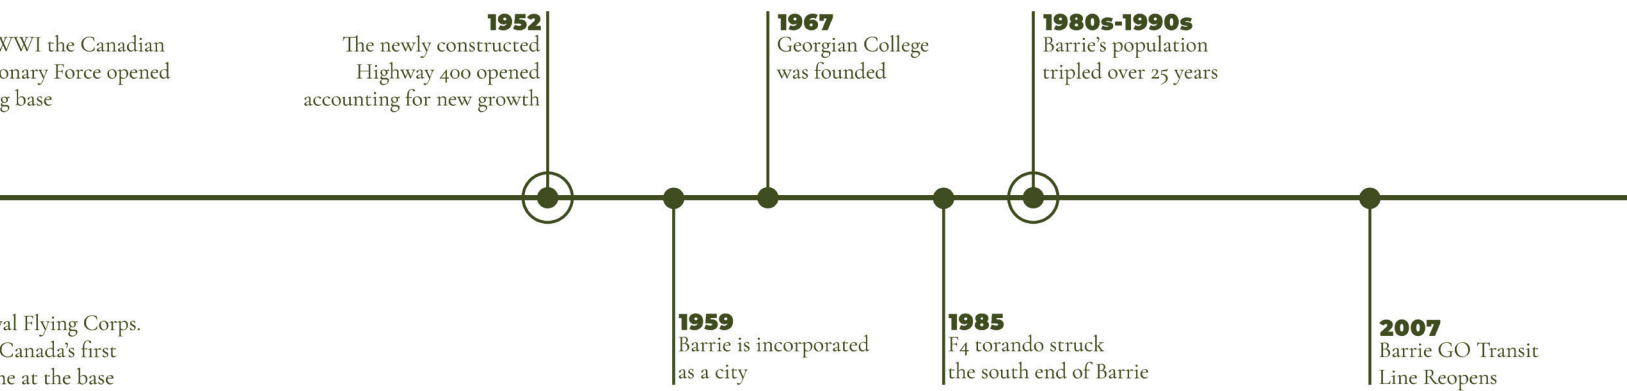 WWI the Canadian
onary Force opened
g base
1952
The newly constructed
Highway 400 opened
accounting for new growth
1967
Georgian College
was founded
1980s-1990s
Barrie's population
tripled over 25 years
al Flying Corps.
Canada's first
ne at the base
1959
Barrie is incorporated
as a city
1985
F4 torando struck
the south end of Barrie
2007
Barrie GO Transit
Line Reopens